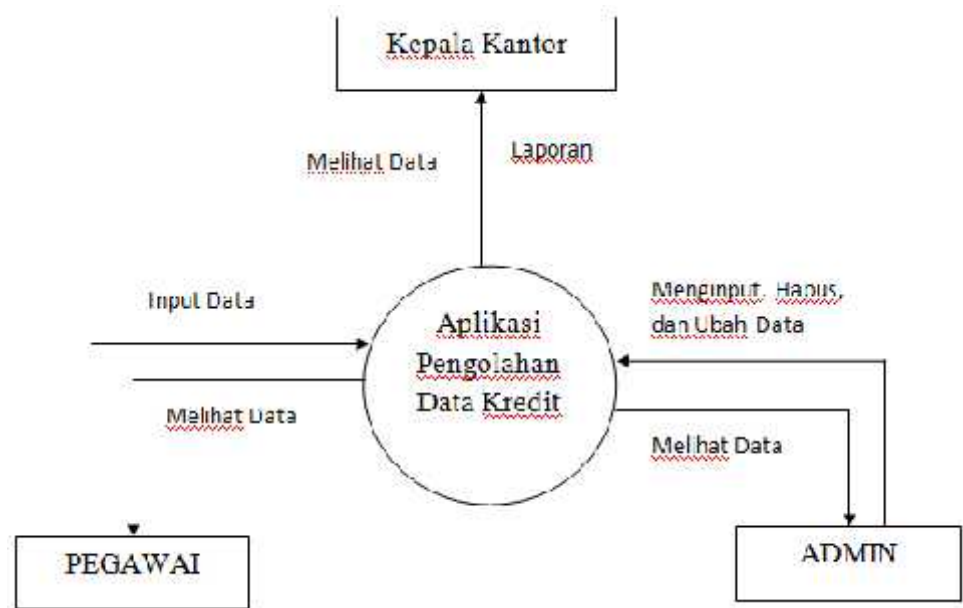 Kepala Kantor
Melihat Data
Laporan
Input Data
Melihat Data
Aplikasi
Pengolahan
Data Kredit
Menginput, Hapus,
dan Ubah Data
Melihat Data
PEGAWAI
ADMIN